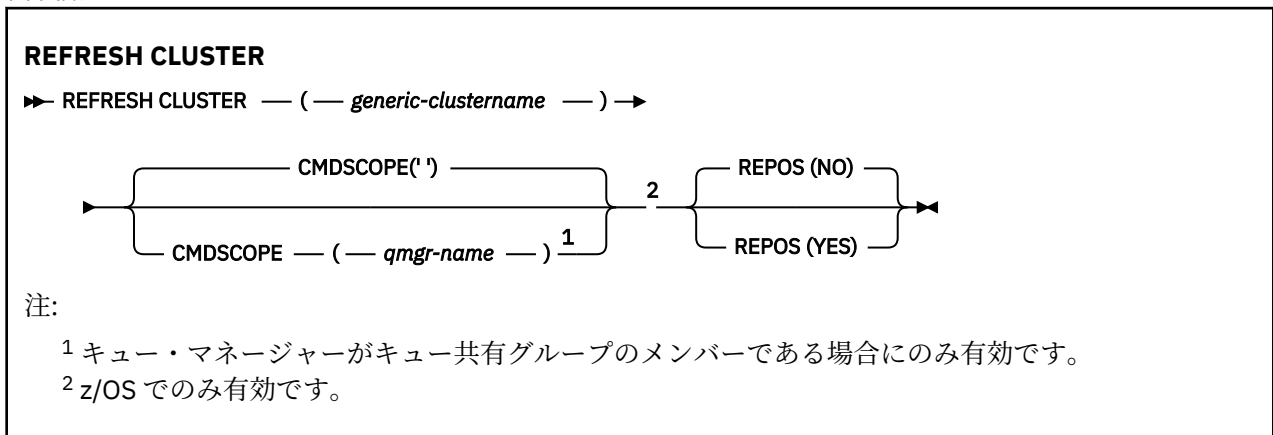 REFRESH CLUSTER
REFRESH CLUSTER ( generic-clustername )
CMDSCOPE(' ')
CMDSCOPE ( qmgr-name ) 1
2
REPOS (NO)
REPOS (YES)
注:
1 キュー・マネージャーがキュー共有グループのメンバーである場合にのみ有効です。
2 z/OS でのみ有効です。